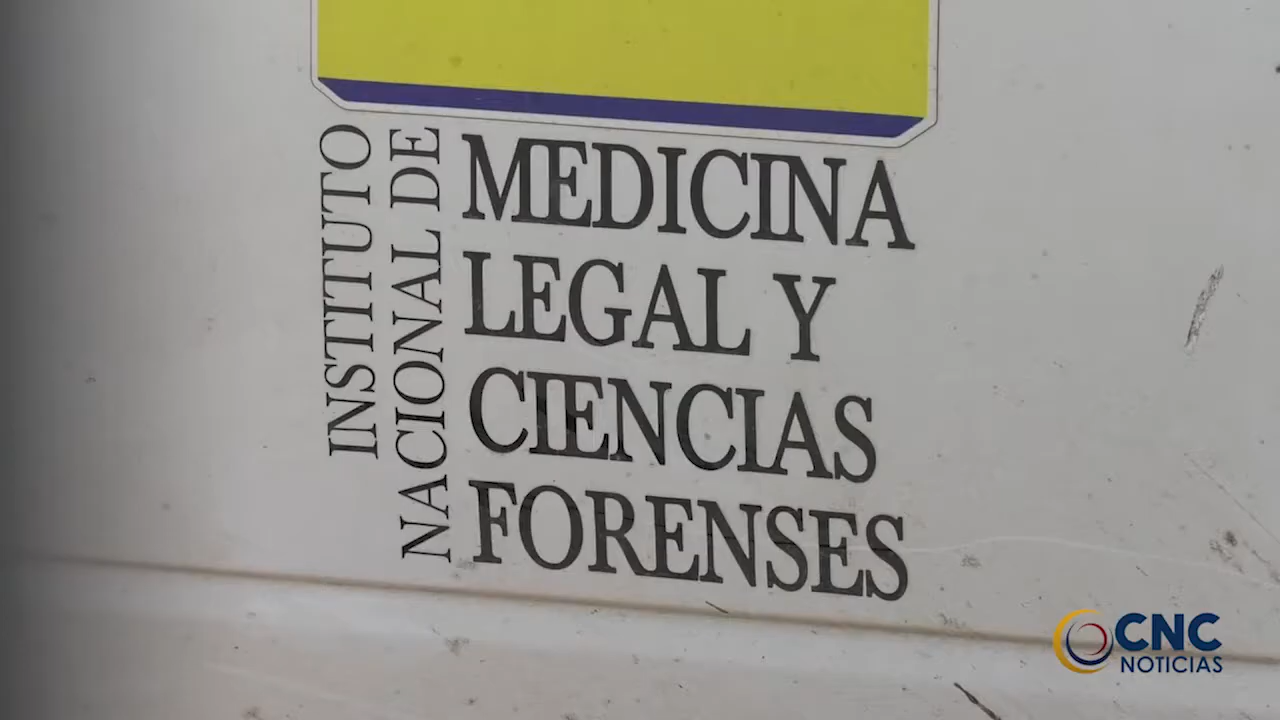 INSTITUTO
NACIONAL DE
MEDICINA
LEGAL Y
CIENCIAS
FORENSES
CNC
NOTICIAS